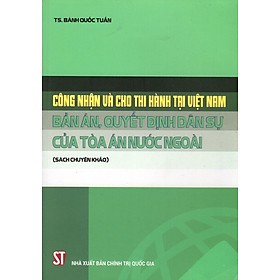 TS. BÀNH QUỐC TUẤN
CÔNG NHẬN VÀ CHO THI HÀNH TẠI VIỆT NAM
BẢN ÁN, QUYẾT ĐỊNH DÂN SỰ
CỦA TÒA ÁN NƯỚC NGOÀI
(SÁCH CHUYÊN KHẢO)
ST
NHÀ XUẤT BẢN CHÍNH TRỊ QUỐC GIA